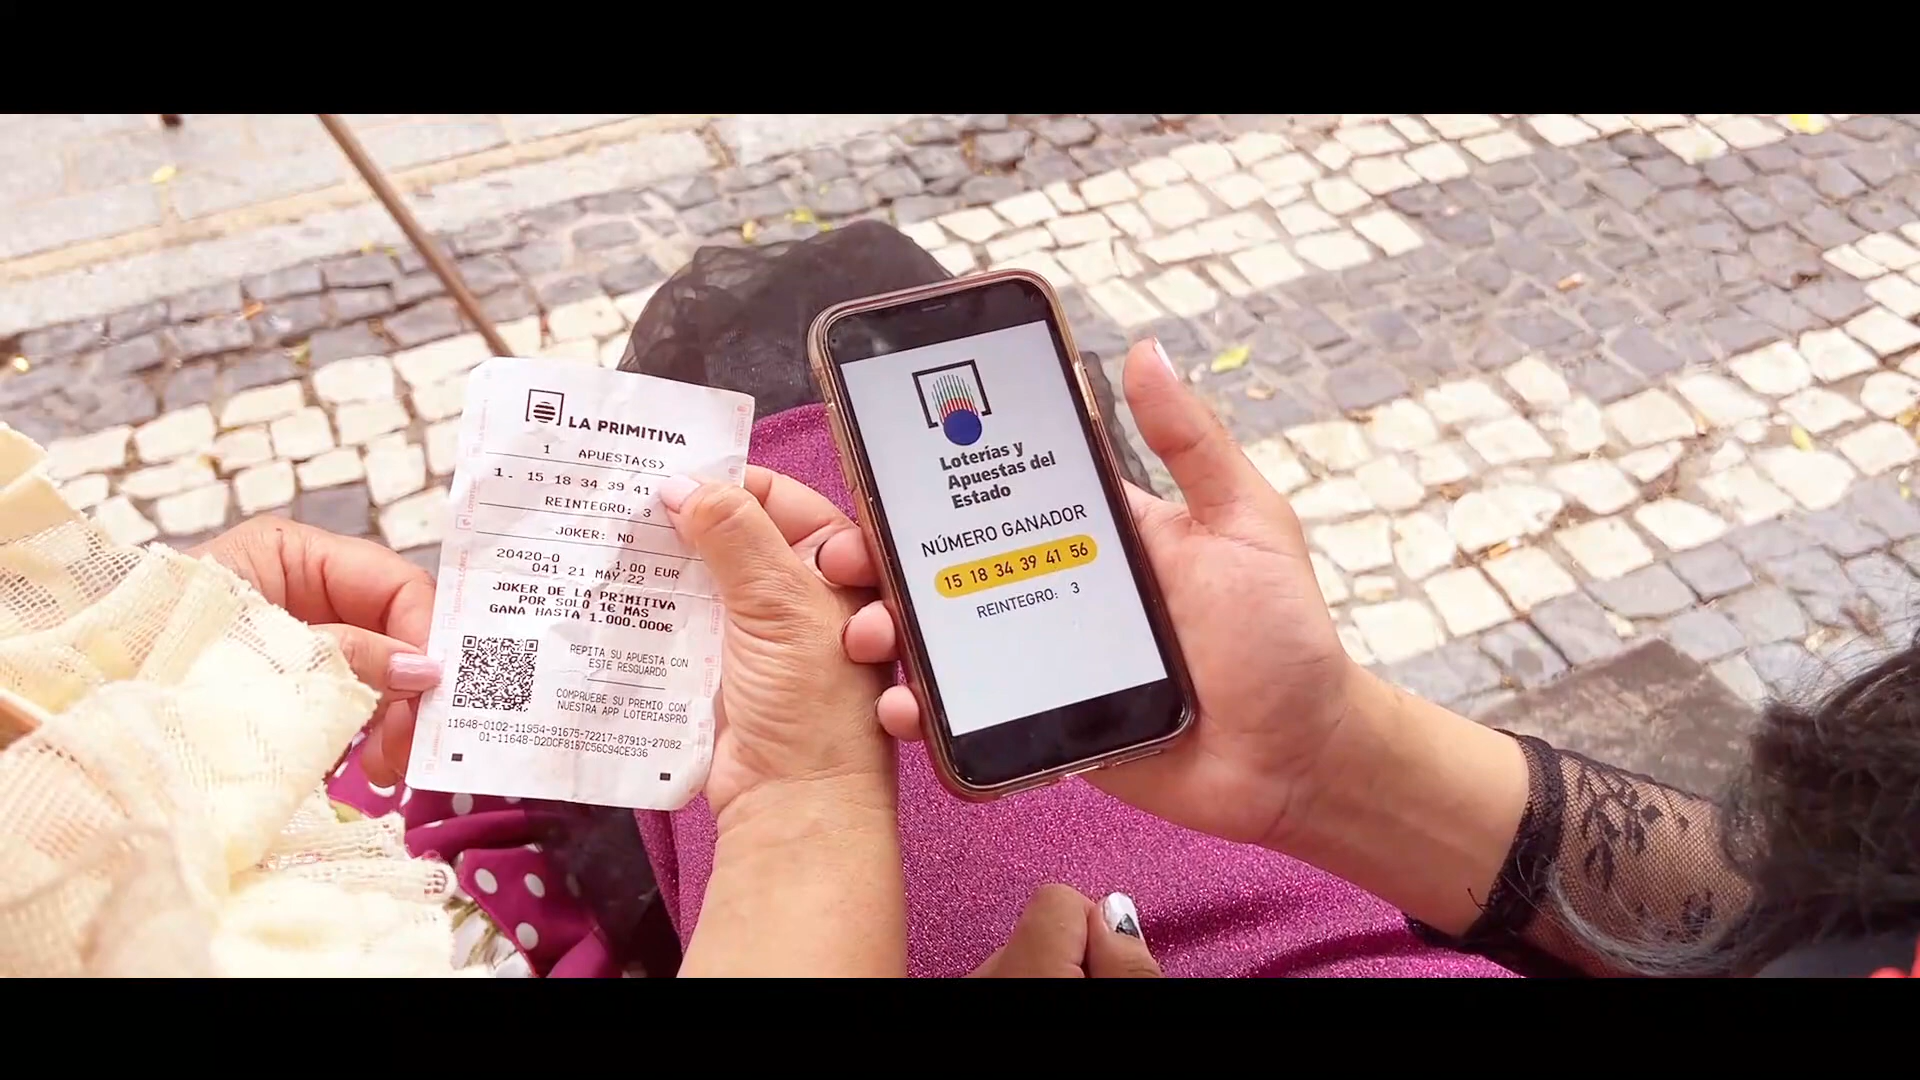 LA PRIMITIVA
1 APUESTA(S)
1. 15 18 34 39 41
REINTEGRO: 3
JOKER: NO
20420-0 1.00 EUR
041 21 MAY 22
JOKER DE LA PRIMITIVA
POR SOLO 1€ MAS
GANA HASTA 1.000.000€
REPITA SU APUESTA CON
ESTE RESGUARDO
COMPRUEBE SU PREMIO CON
NUESTRA APP LOTERIASPRO
11648-0102-11954-91675-72217-87913-27082
01-11648-D2DCF81B7C56C94CE336
Loterías y
Apuestas del
Estado
NÚMERO GANADOR
15 18 34 39 41 56
REINTEGRO: 3